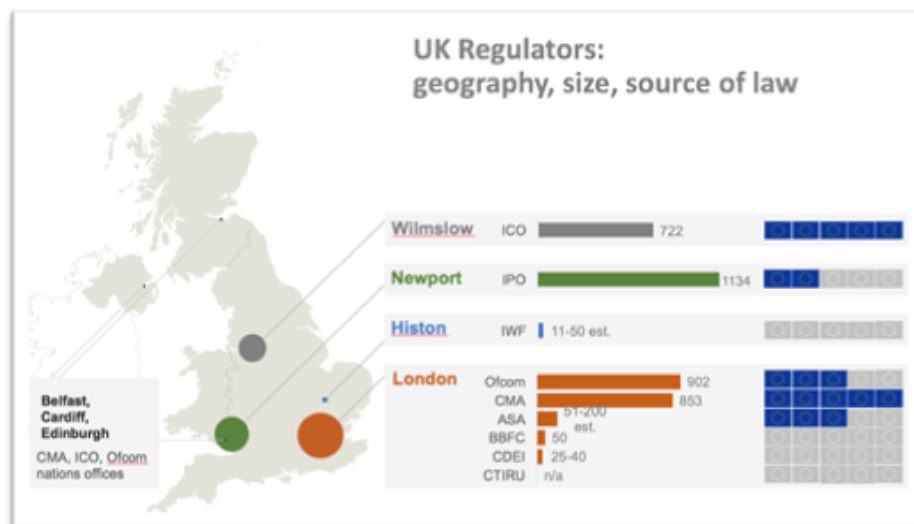 UK Regulators:
geography, size, source of law
Wilmslow ICO 722
Newport IPO 1134
Histon IWF 11-50 est.
London Ofcom 902
CMA 853
ASA 51-200
est.
BBFC 50
CDEI 25-40
CTIRU n/a
Belfast,
Cardiff,
Edinburgh
CMA, ICO, Ofcom
nations offices